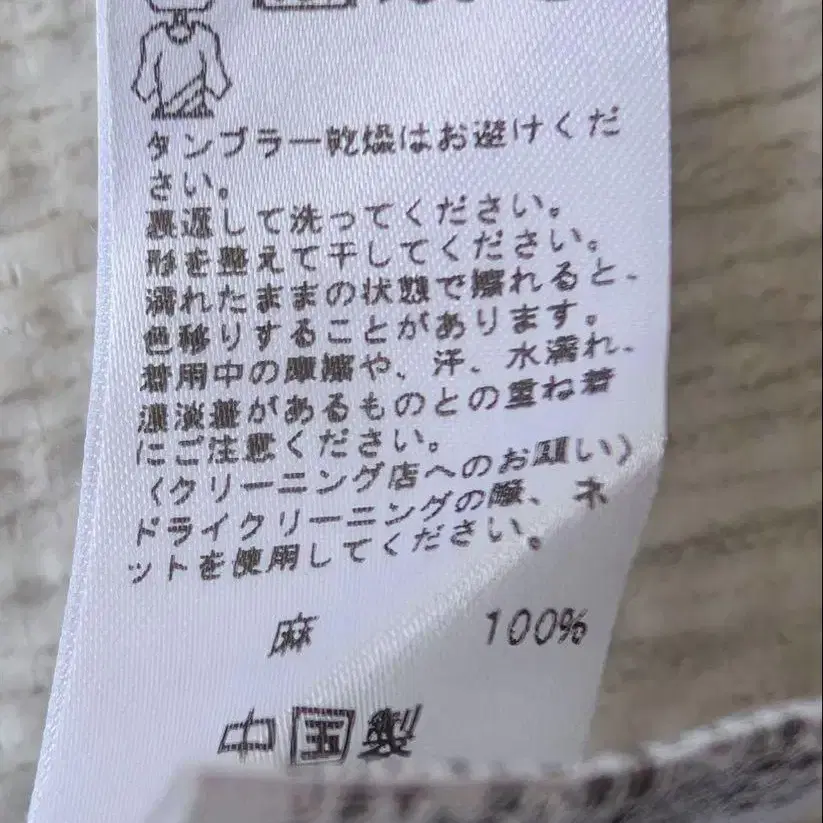 タンブラー乾燥はお避けくだ
さい。
裏返して洗ってください。
形を整えて干してください。
濡れたままの状態で擦れると、
色移りすることがあります。
着用中の摩擦や、汗、水濡れ、
濃淡差があるものとの重ね着
にご注意ください。
〈クリーニング店へのお願い〉
ドライクリーニングの際、ネ
ットを使用してください。
麻 100%
中国製